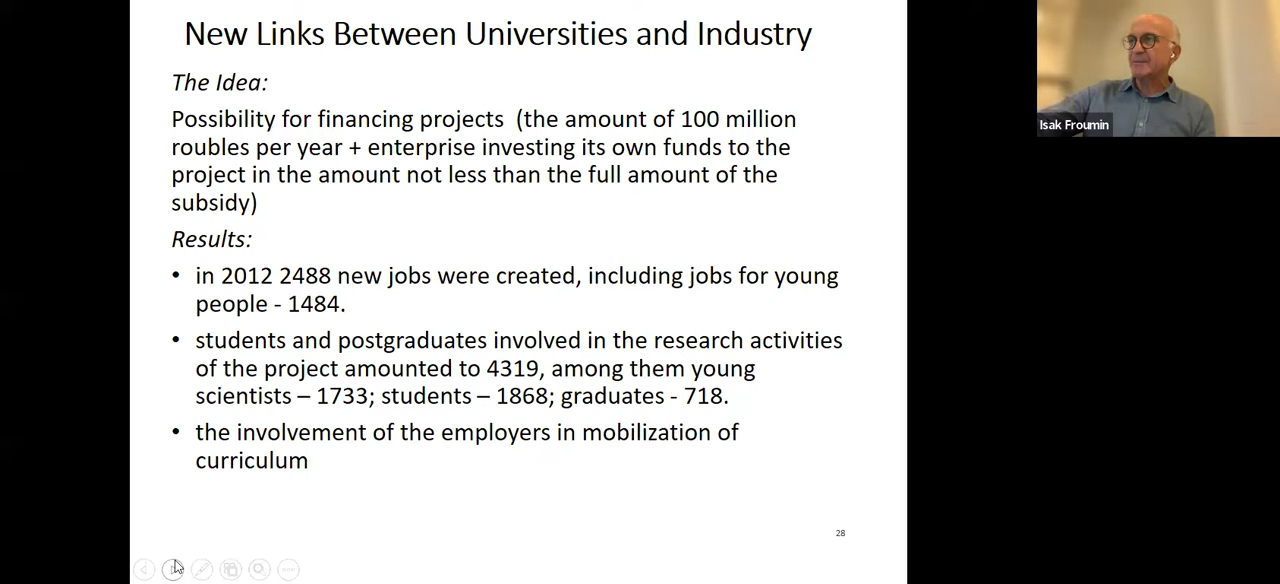 New Links Between Universities and Industry
The Idea:
Possibility for financing projects (the amount of 100 million
roubles per year + enterprise investing its own funds to the
project in the amount not less than the full amount of the
subsidy)
Results:
• in 2012 2488 new jobs were created, including jobs for young
people - 1484.
• students and postgraduates involved in the research activities
of the project amounted to 4319, among them young
scientists – 1733; students – 1868; graduates - 718.
• the involvement of the employers in mobilization of
curriculum
28
Isak Froumin